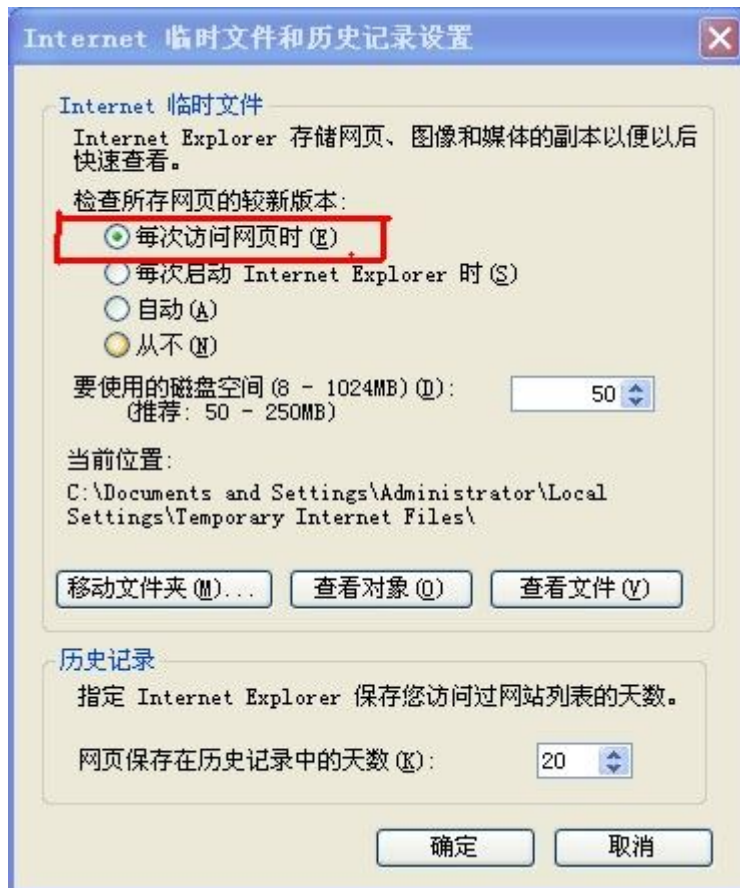 Internet 临时文件和历史记录设置
Internet 临时文件
Internet Explorer 存储网页、图像和媒体的副本以便以后
快速查看。
检查所存网页的较新版本:
每次访问网页时(E)
每次启动 Internet Explorer 时(S)
自动(A)
从不(N)
要使用的磁盘空间(8 - 1024MB)(D): 50
(推荐: 50 - 250MB)
当前位置:
C:\Documents and Settings\Administrator\Local
Settings\Temporary Internet Files\
移动文件夹(M)... 查看对象(O) 查看文件(V)
历史记录
指定 Internet Explorer 保存您访问过网站列表的天数。
网页保存在历史记录中的天数(K): 20
确定 取消